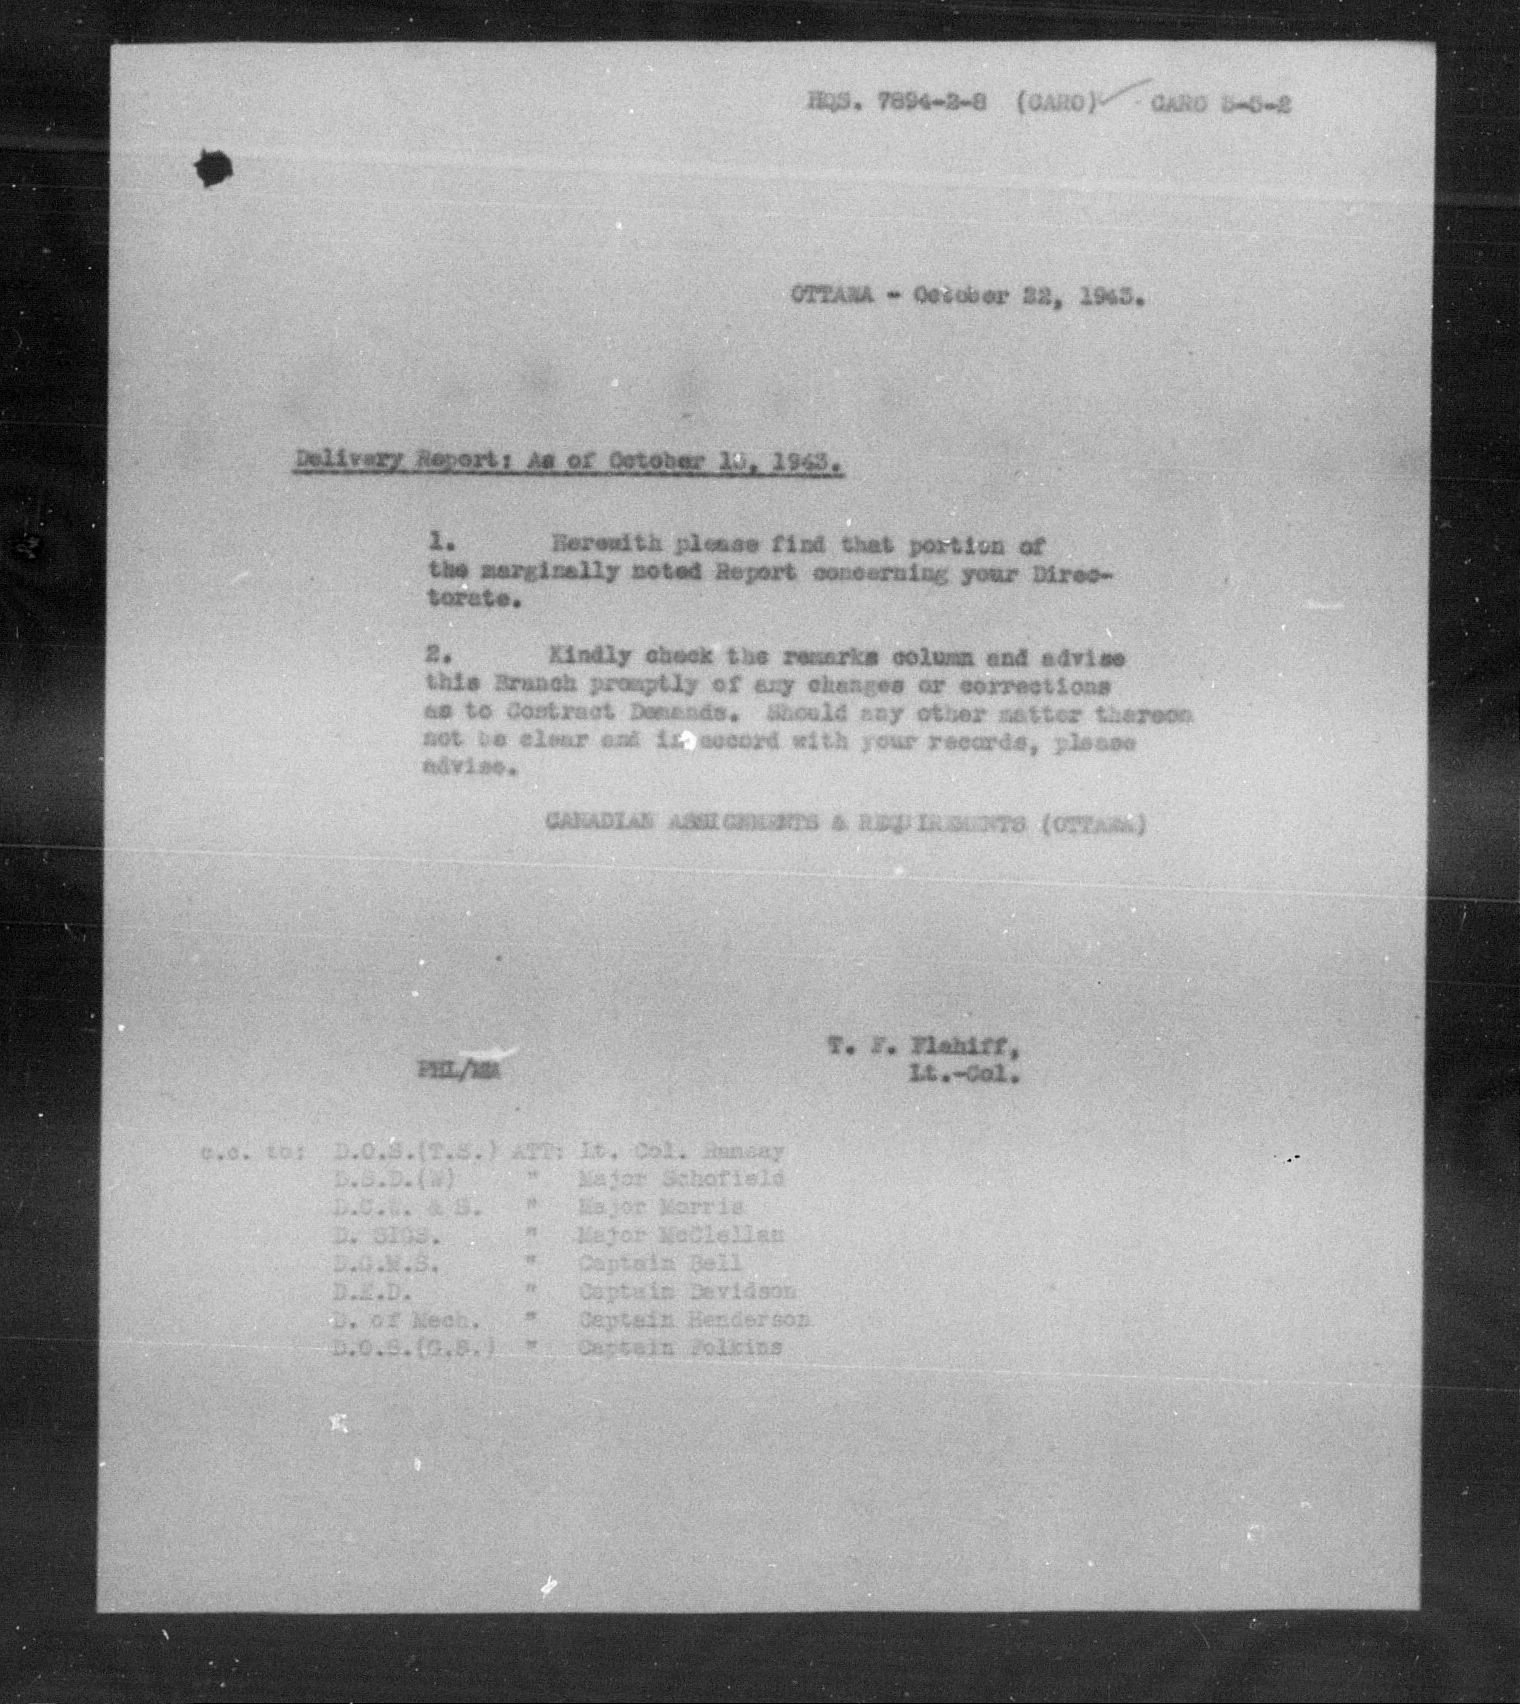 HQS. 7894-2-8 (CARO) CARO 3-3-2
OTTAWA - October 22, 1943.
Delivery Report: As of October 15, 1943.
1. Herewith please find that portion of
the marginally noted Report concerning your Direc-
torate.
2. Kindly check the remarks column and advise
this Branch promptly of any changes or corrections
as to Contract Demands. Should any other matter thereon
not be clear and in accord with your records, please
advise.
CANADIAN ASSIGNMENTS & REQUIREMENTS (OTTAWA)
T. F. Flahiff,
Lt.-Col.
PHL/
c.c. to: D.O.S.(T.S.) ATT: Lt. Col. Ramsay
D.S.D.(W) " Major Schofield
D.C.W. & S. " Major Morris
D. SIGS. " Major McClellan
D.G.M.S. " Captain Bell
D.E.D. " Captain Davidson
D. of Mech. " Captain Henderson
D.O.S.(G.S.) " Captain Folkins